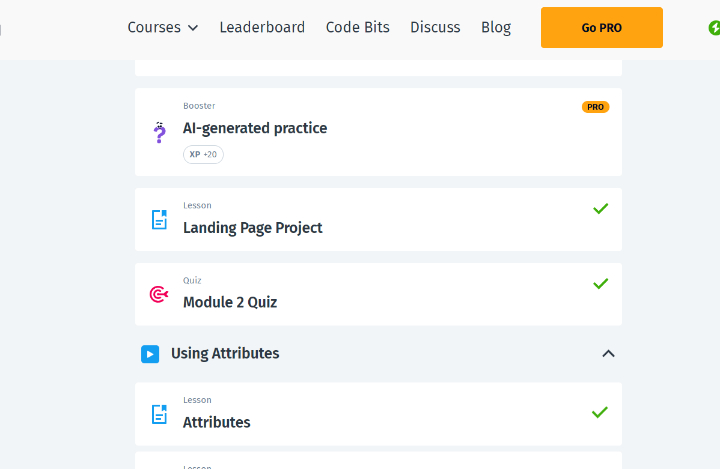 Courses Leaderboard Code Bits Discuss Blog Go PRO
Booster
PRO
AI-generated practice
XP +20
Lesson
Landing Page Project
Quiz
Module 2 Quiz
Using Attributes
Lesson
Attributes
Lesson